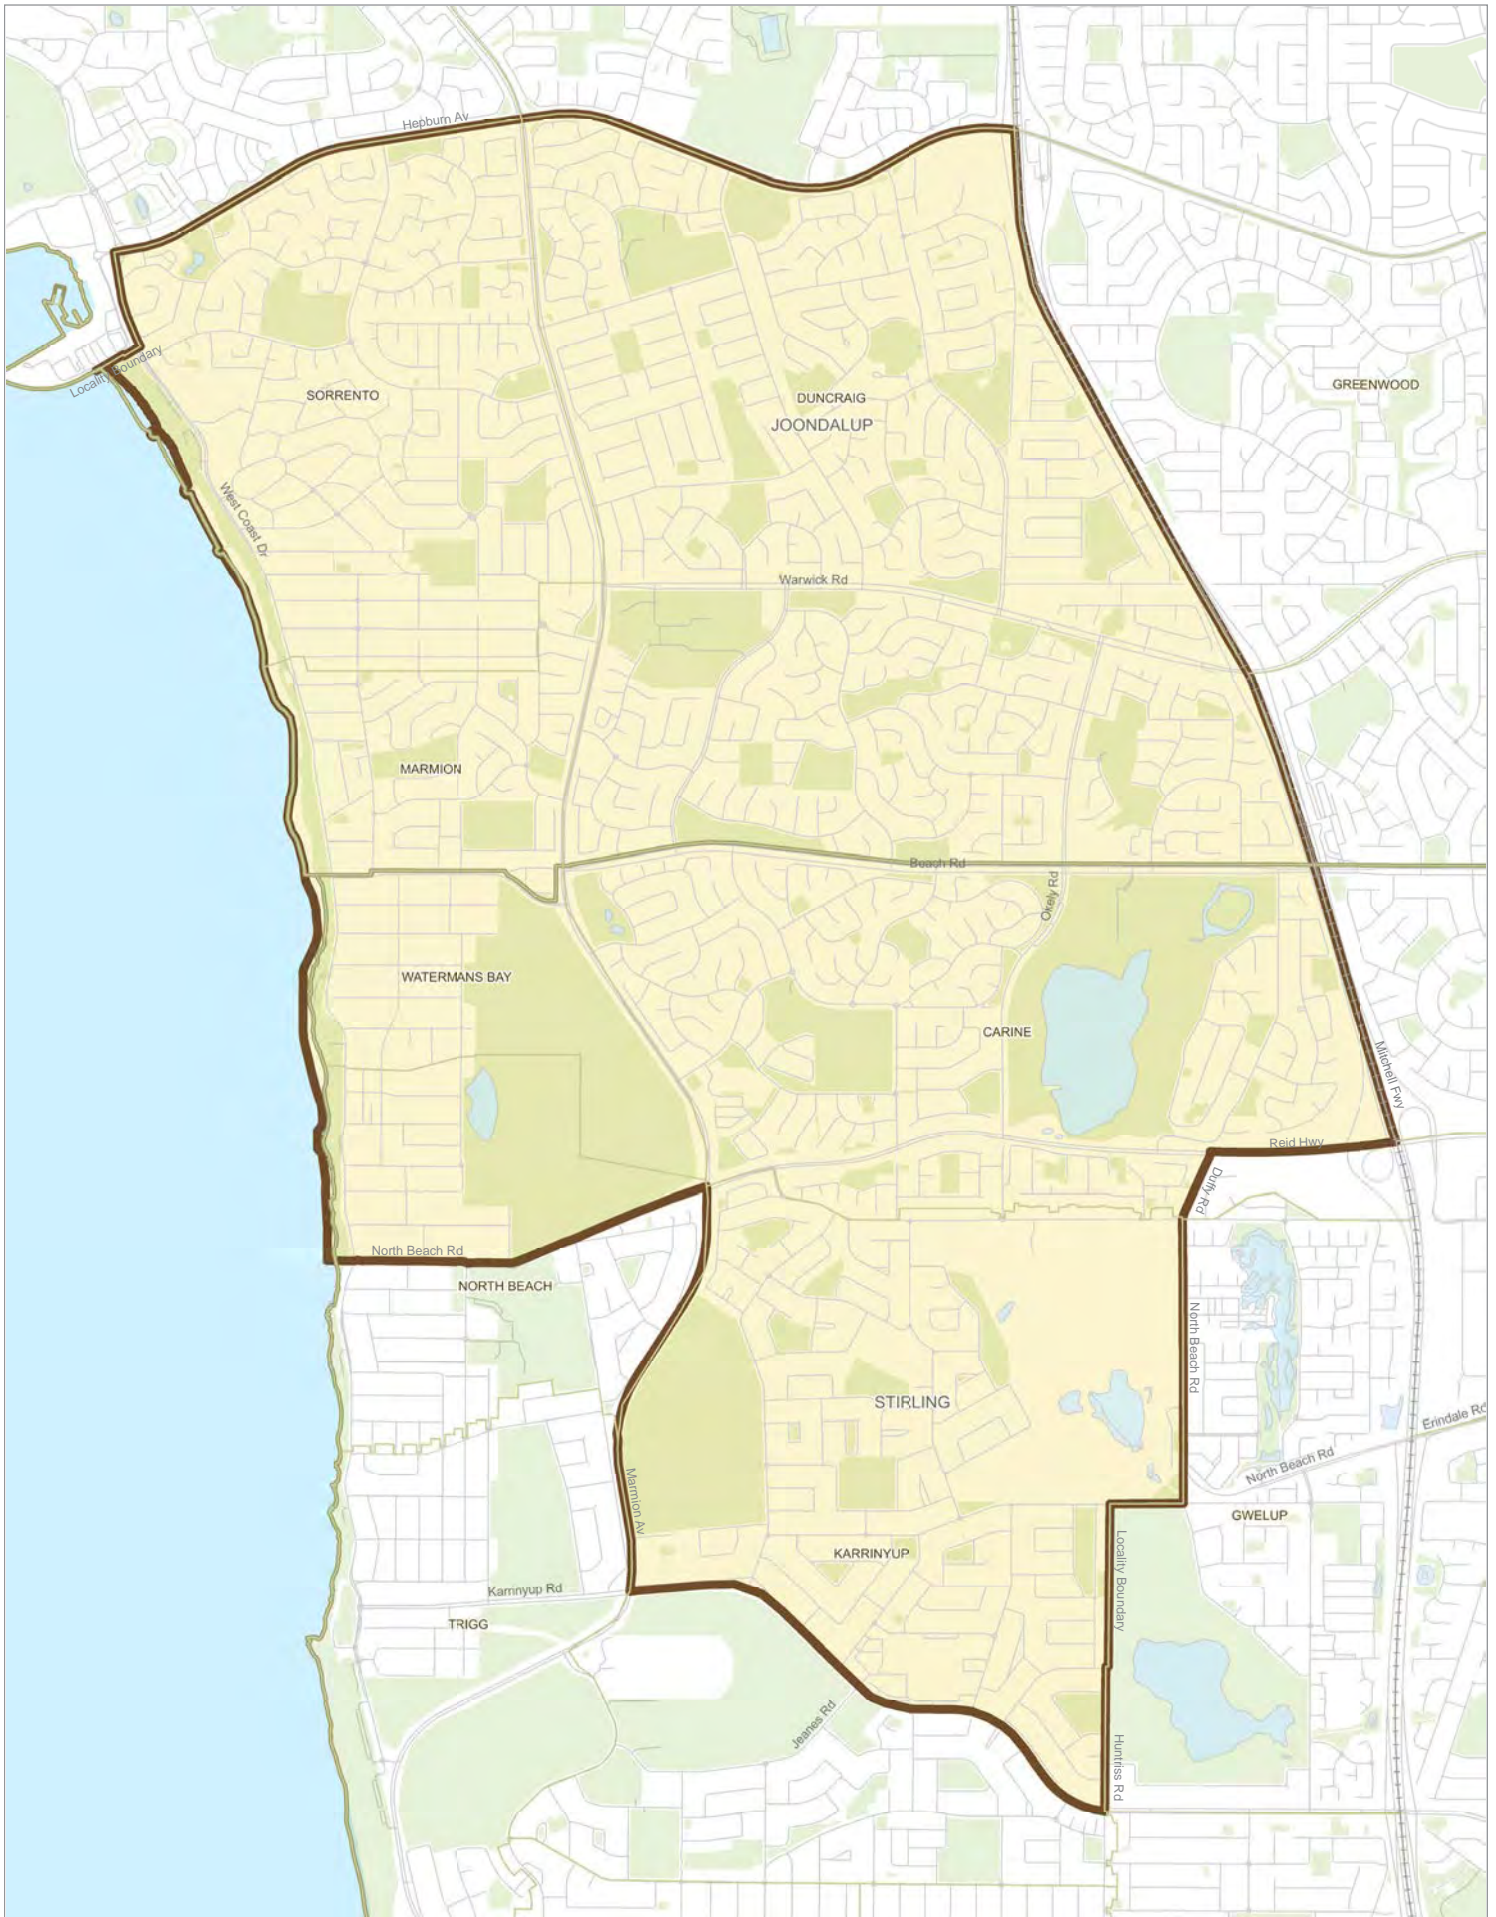 Hepburn Av
Locality Boundary
SORRENTO
DUNCRAIG
JOONDALUP
GREENWOOD
West Coast Dr
Warwick Rd
MARMION
Beach Rd
Okely Rd
WATERMANS BAY
CARINE
Mitchell Fwy
Reid Hwy
Duffy Rd
North Beach Rd
NORTH BEACH
North Beach Rd
STIRLING
Erindale Rd
North Beach Rd
Marmion Av
GWELUP
KARRINYUP
Locality Boundary
Karrinyup Rd
TRIGG
Jeanes Rd
Huntriss Rd